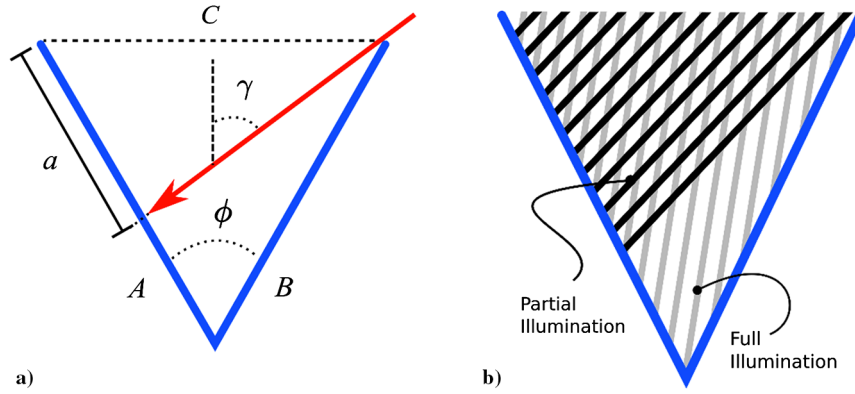 C
γ
a
ϕ
A
B
a)
Partial
Illumination
Full
Illumination
b)